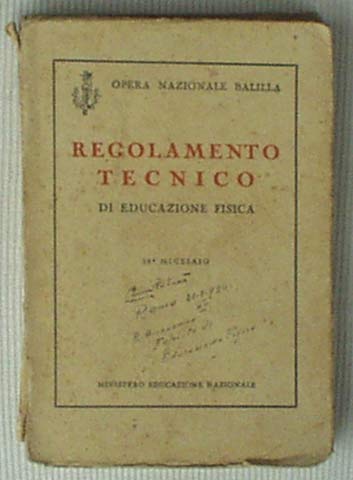 OPERA NAZIONALE BALILLA
REGOLAMENTO
TECNICO
DI EDUCAZIONE FISICA
MIGLIAIO
Roma
MINISTERO EDUCAZIONE NAZIONALE